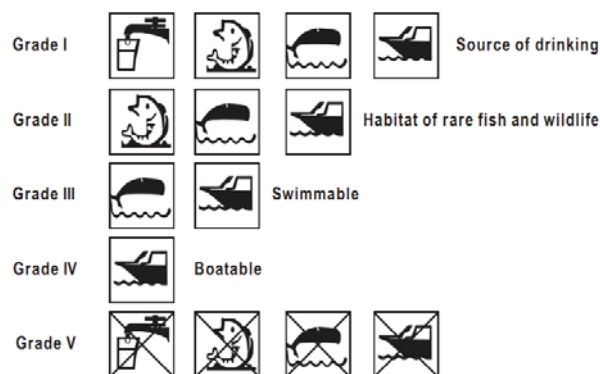 Grade I Source of drinking
Grade II Habitat of rare fish and wildlife
Grade III Swimmable
Grade IV Boatable
Grade V